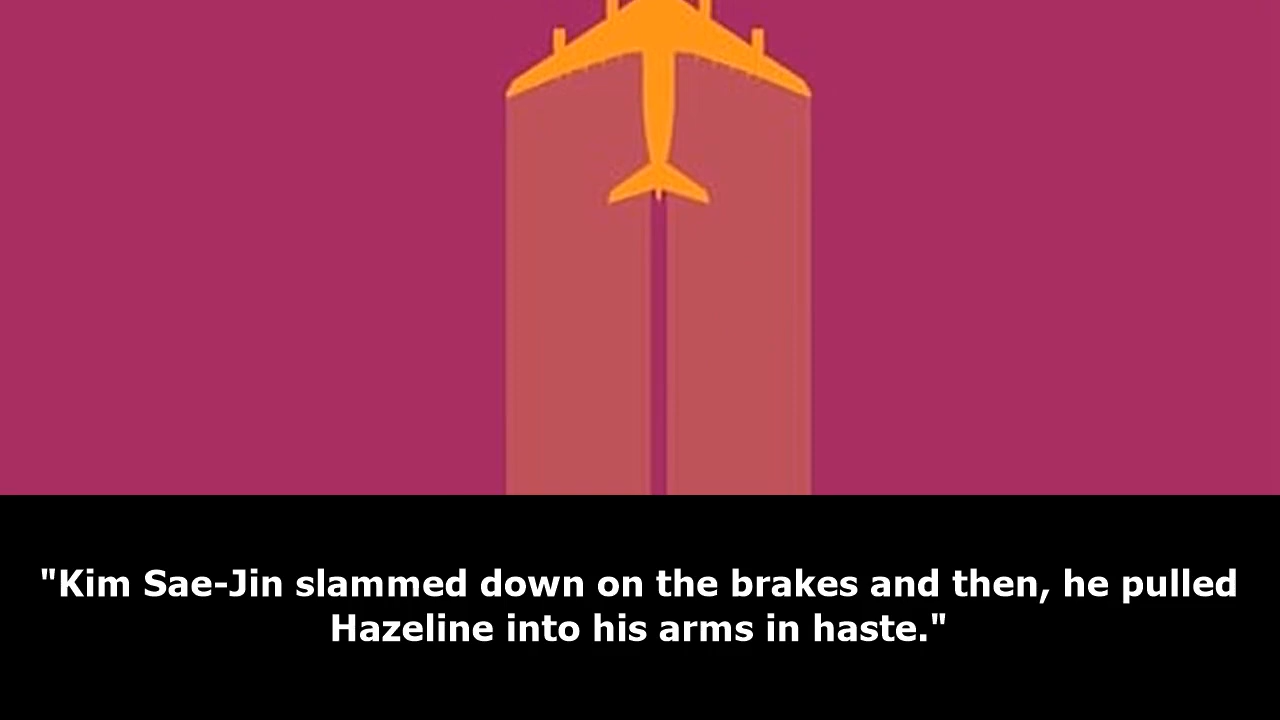 "Kim Sae-Jin slammed down on the brakes and then, he pulled
Hazeline into his arms in haste."